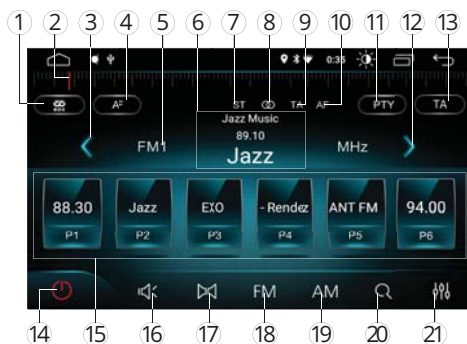 1 2 3 4 5 6 7 8 9 10 11 12 13
0:35
AF ST TA AF PTY TA
Jazz Music
89.10
FM1 Jazz MHz
88.30 Jazz EXO - Rendez ANT FM 94.00
P1 P2 P3 P4 P5 P6
FM AM
14 15 16 17 18 19 20 21